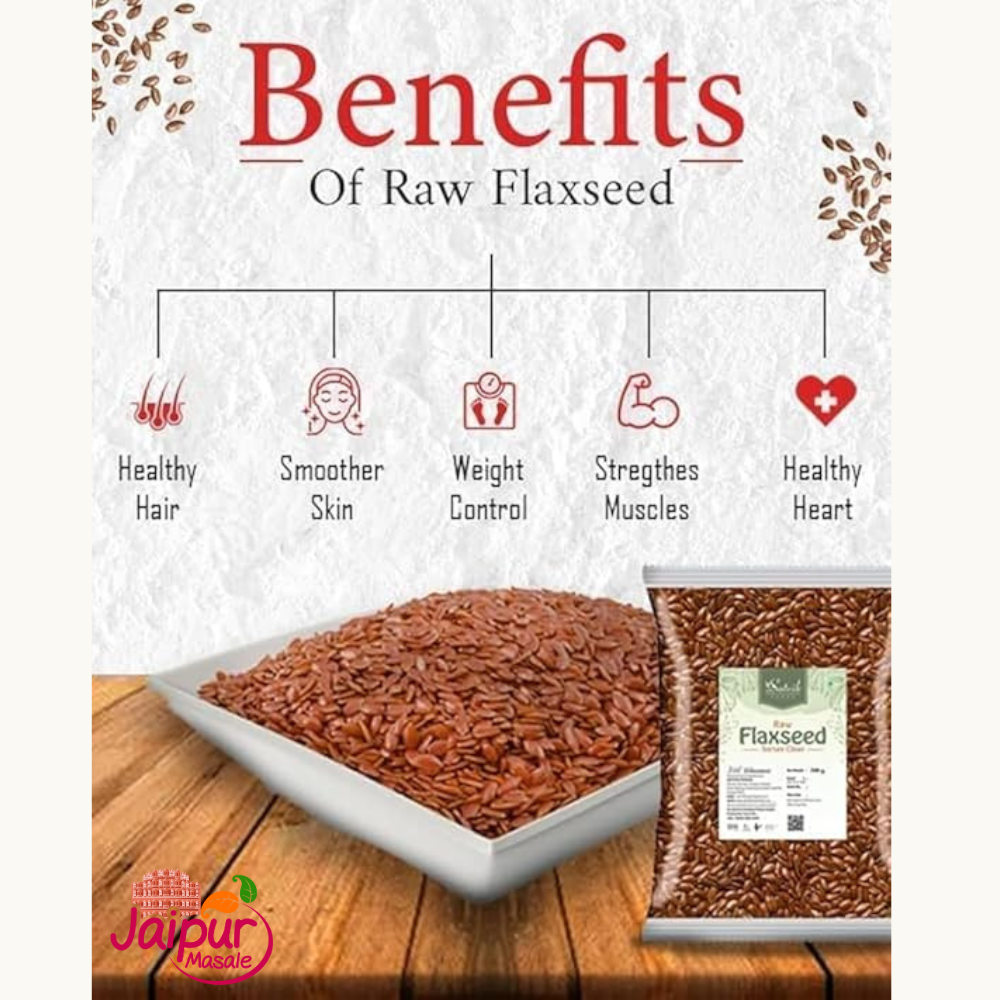 Benefits
Of Raw Flaxseed
Healthy
Hair
Smoother
Skin
Weight
Control
Stregthes
Muscles
Healthy
Heart
Raw
Flaxseed
Jaipur
Masale